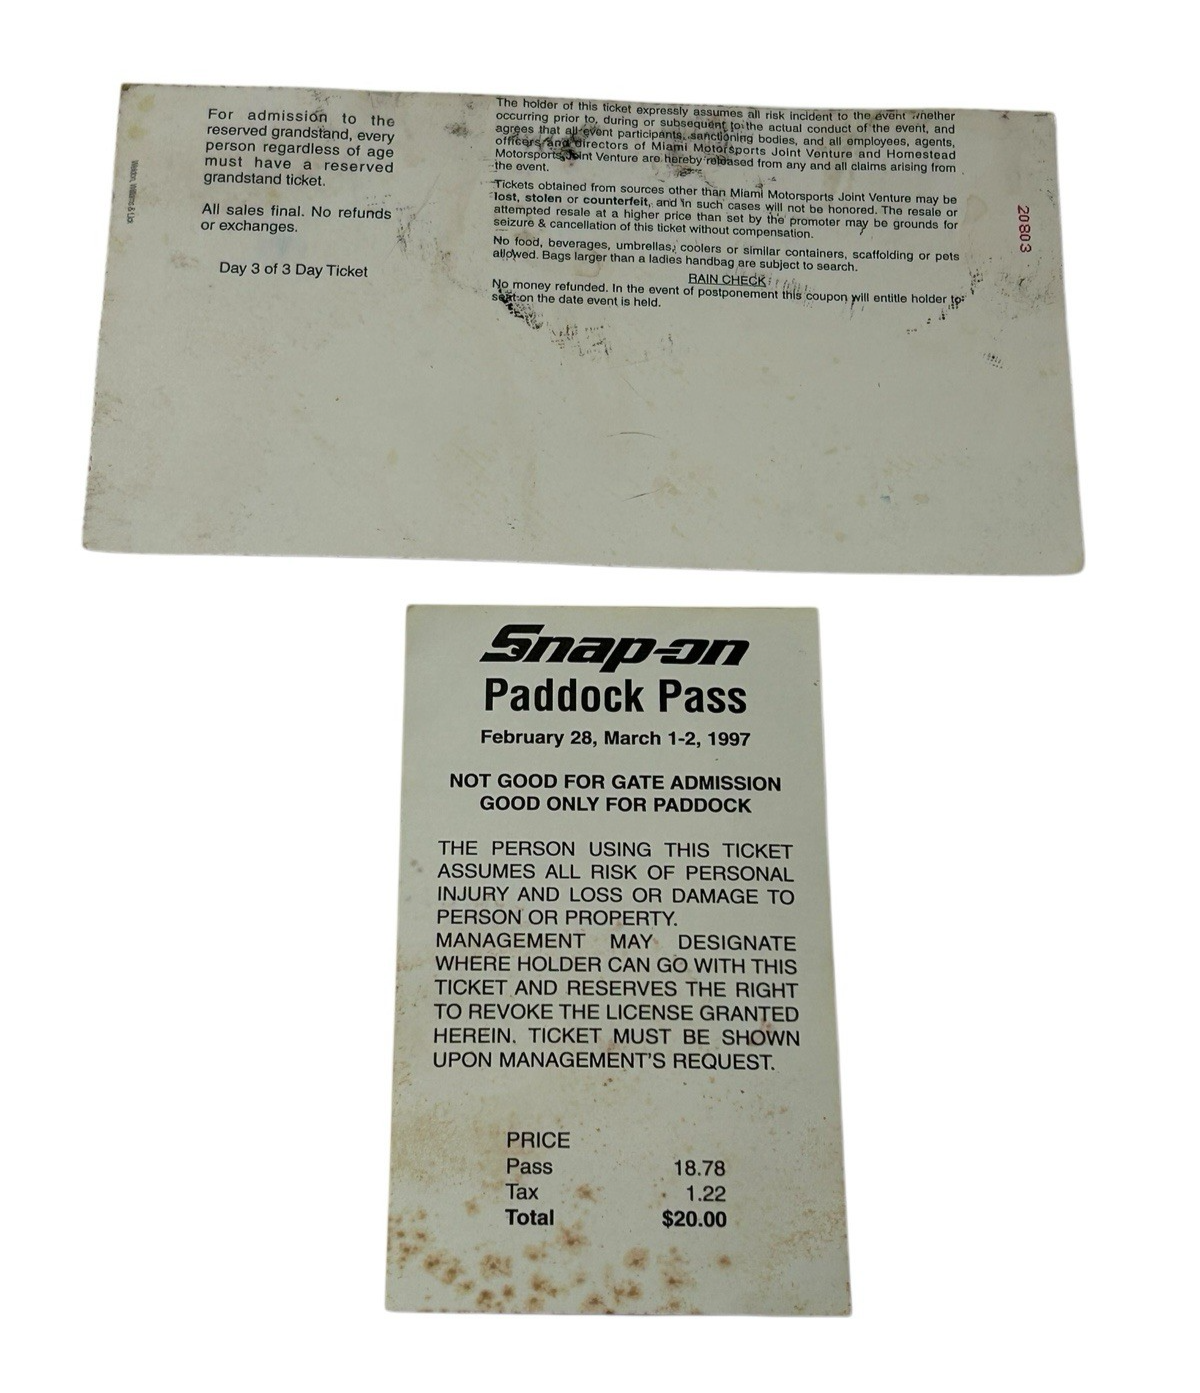 For admission to the
reserved grandstand, every
person regardless of age
must have a reserved
grandstand ticket.
All sales final. No refunds
or exchanges.
Day 3 of 3 Day Ticket
The holder of this ticket expressly assumes all risk incident to the event whether
occurring prior to, during or subsequent to the actual conduct of the event, and
agrees that all event participants, sanctioning bodies, and all employees, agents,
officers and directors of Miami Motorsports Joint Venture and Homestead
Motorsports Joint Venture are hereby released from any and all claims arising from
the event.
Tickets obtained from sources other than Miami Motorsports Joint Venture may be
lost, stolen or counterfeit, and in such cases will not be honored. The resale or
attempted resale at a higher price than set by the promoter may be grounds for
seizure & cancellation of this ticket without compensation.
No food, beverages, umbrellas, coolers or similar containers, scaffolding or pets
allowed. Bags larger than a ladies handbag are subject to search.
RAIN CHECK
No money refunded. In the event of postponement this coupon will entitle holder to
seat on the date event is held.
20803
Snap-on
Paddock Pass
February 28, March 1-2, 1997
NOT GOOD FOR GATE ADMISSION
GOOD ONLY FOR PADDOCK
THE PERSON USING THIS TICKET
ASSUMES ALL RISK OF PERSONAL
INJURY AND LOSS OR DAMAGE TO
PERSON OR PROPERTY.
MANAGEMENT MAY DESIGNATE
WHERE HOLDER CAN GO WITH THIS
TICKET AND RESERVES THE RIGHT
TO REVOKE THE LICENSE GRANTED
HEREIN. TICKET MUST BE SHOWN
UPON MANAGEMENT'S REQUEST.
PRICE
Pass 18.78
Tax 1.22
Total $20.00